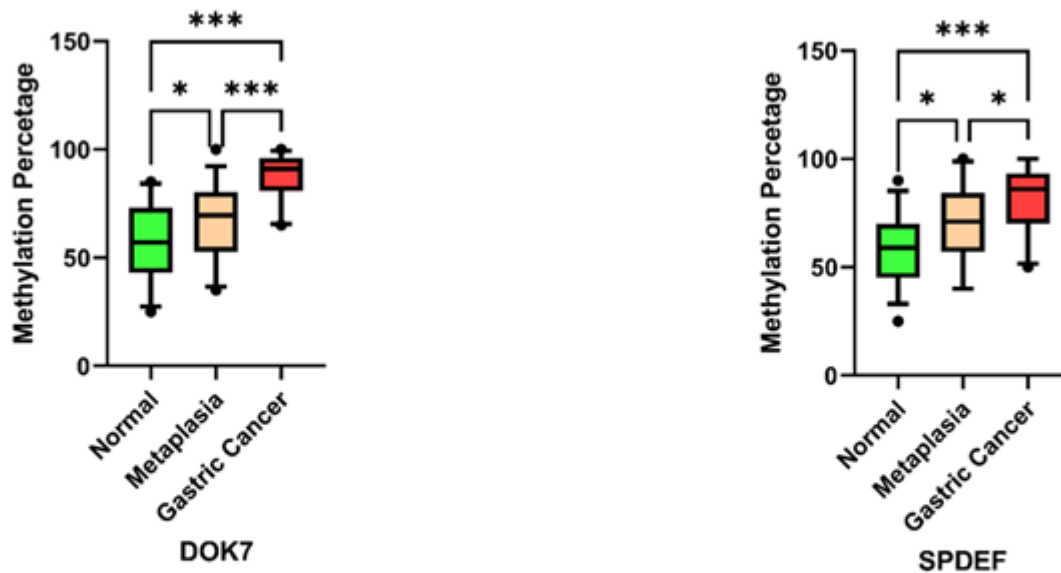 ***
* ***
150
100
50
0
Methylation Percetage
Normal
Metaplasia
Gastric Cancer
DOK7
***
* *
150
100
50
0
Methylation Percetage
Normal
Metaplasia
Gastric Cancer
SPDEF